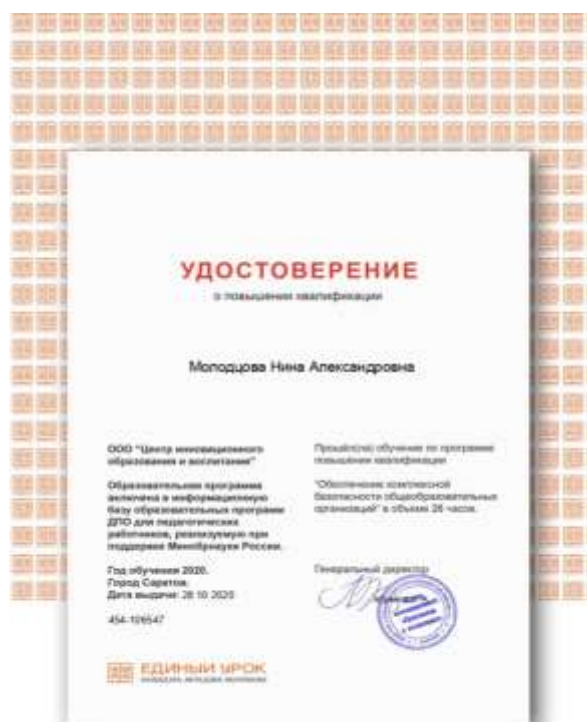 УДОСТОВЕРЕНИЕ
о повышении квалификации
Молодцова Нина Александровна
ООО "Центр инновационного
образования и воспитания"
Образовательная программа
включена в информационную
базу образовательных программ
ДПО для педагогических
работников, реализуемую при
поддержке Минобрнауки России.
Год обучения 2020.
Город Саратов.
Дата выдачи: 28.10.2020
454-126547
Прошёл(ла) обучение по программе
повышения квалификации
"Обеспечение комплексной
безопасности общеобразовательных
организаций" в объеме 26 часов.
Генеральный директор
ЕДИНЫЙ УРОК